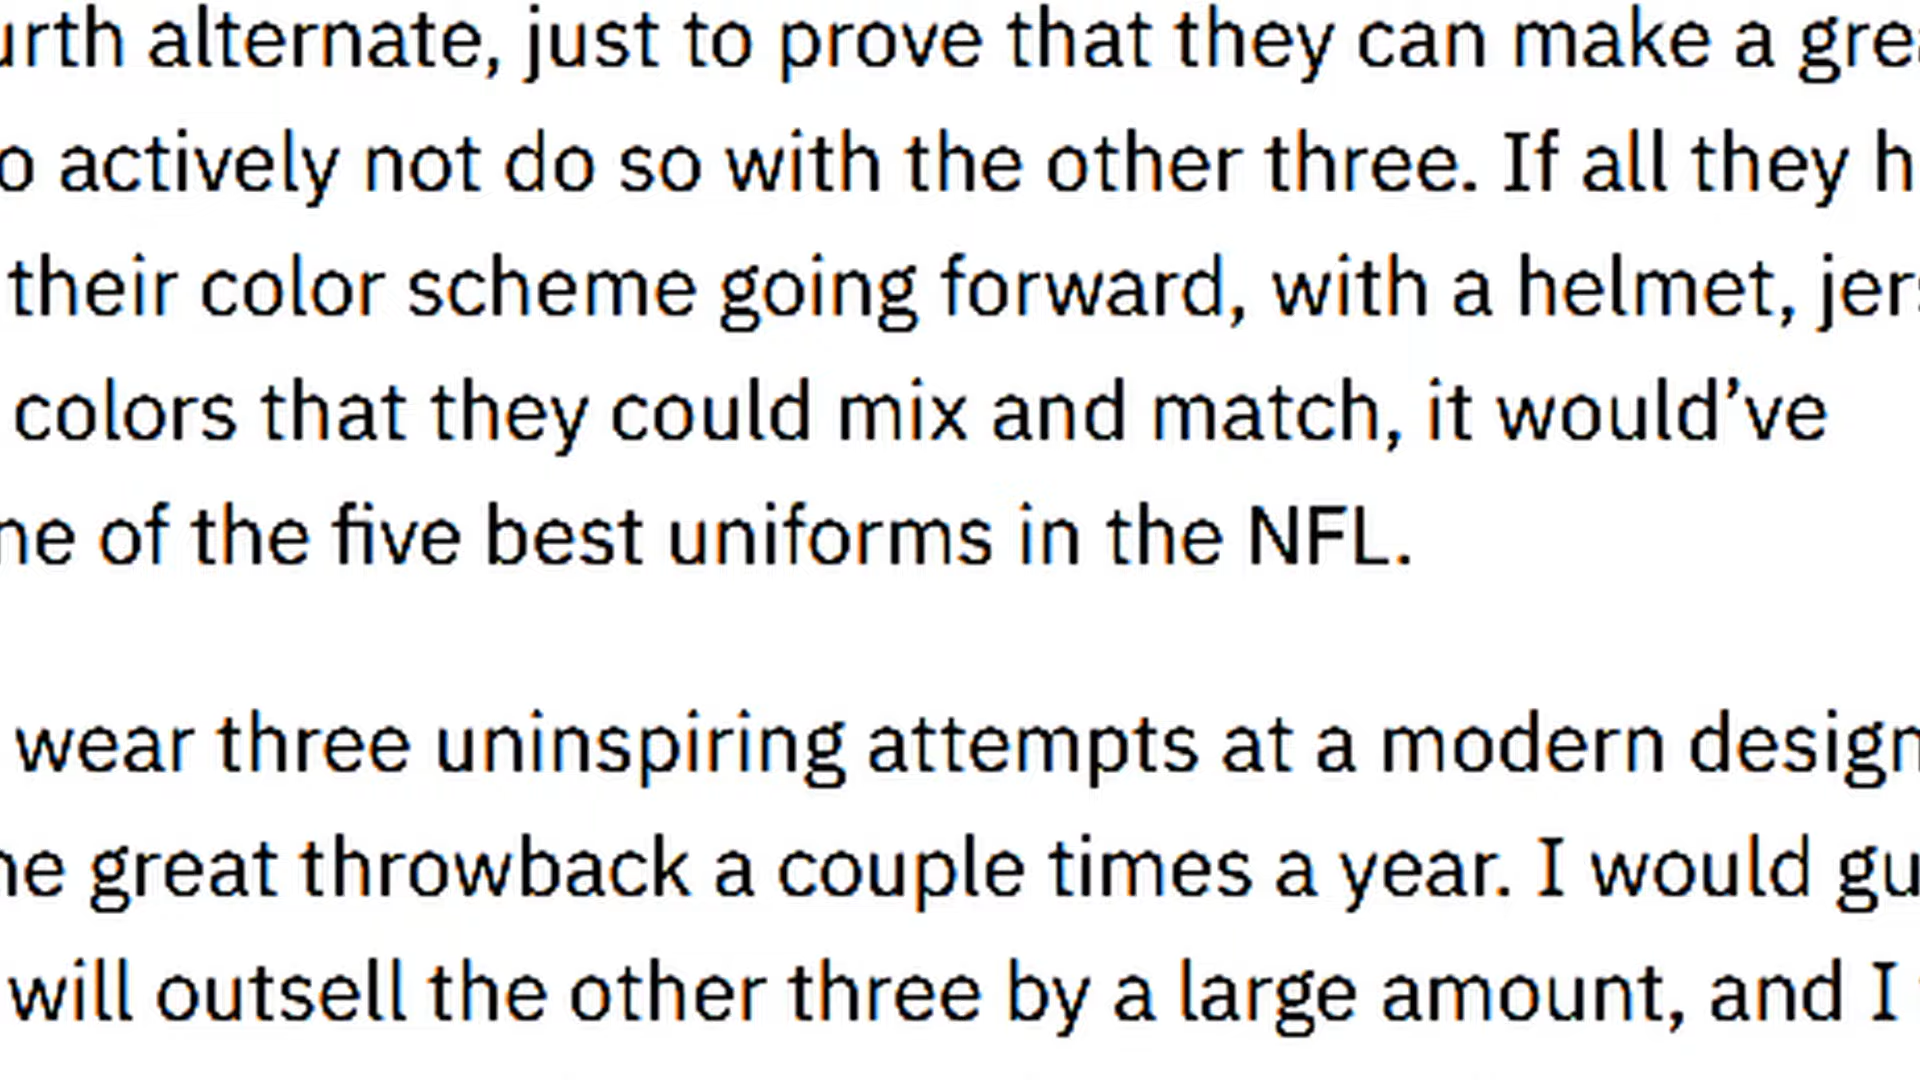 urth alternate, just to prove that they can make a grea
o actively not do so with the other three. If all they h
their color scheme going forward, with a helmet, jers
colors that they could mix and match, it would’ve
ne of the five best uniforms in the NFL.
wear three uninspiring attempts at a modern design
he great throwback a couple times a year. I would gu
will outsell the other three by a large amount, and I